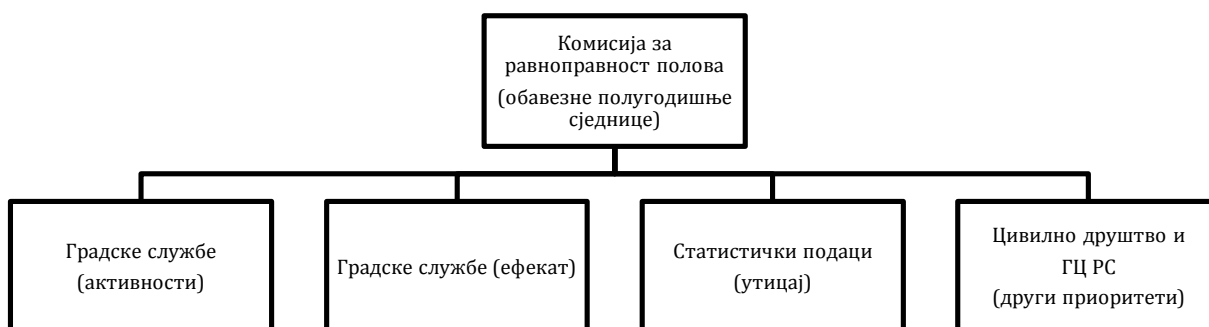 Комисија за
равноправност полова
(обавезне полугодишње
сједнице)
Градске службе
(активности)
Градске службе (ефекат)
Статистички подаци
(утицај)
Цивилно друштво и
ГЦ РС
(други приоритети)